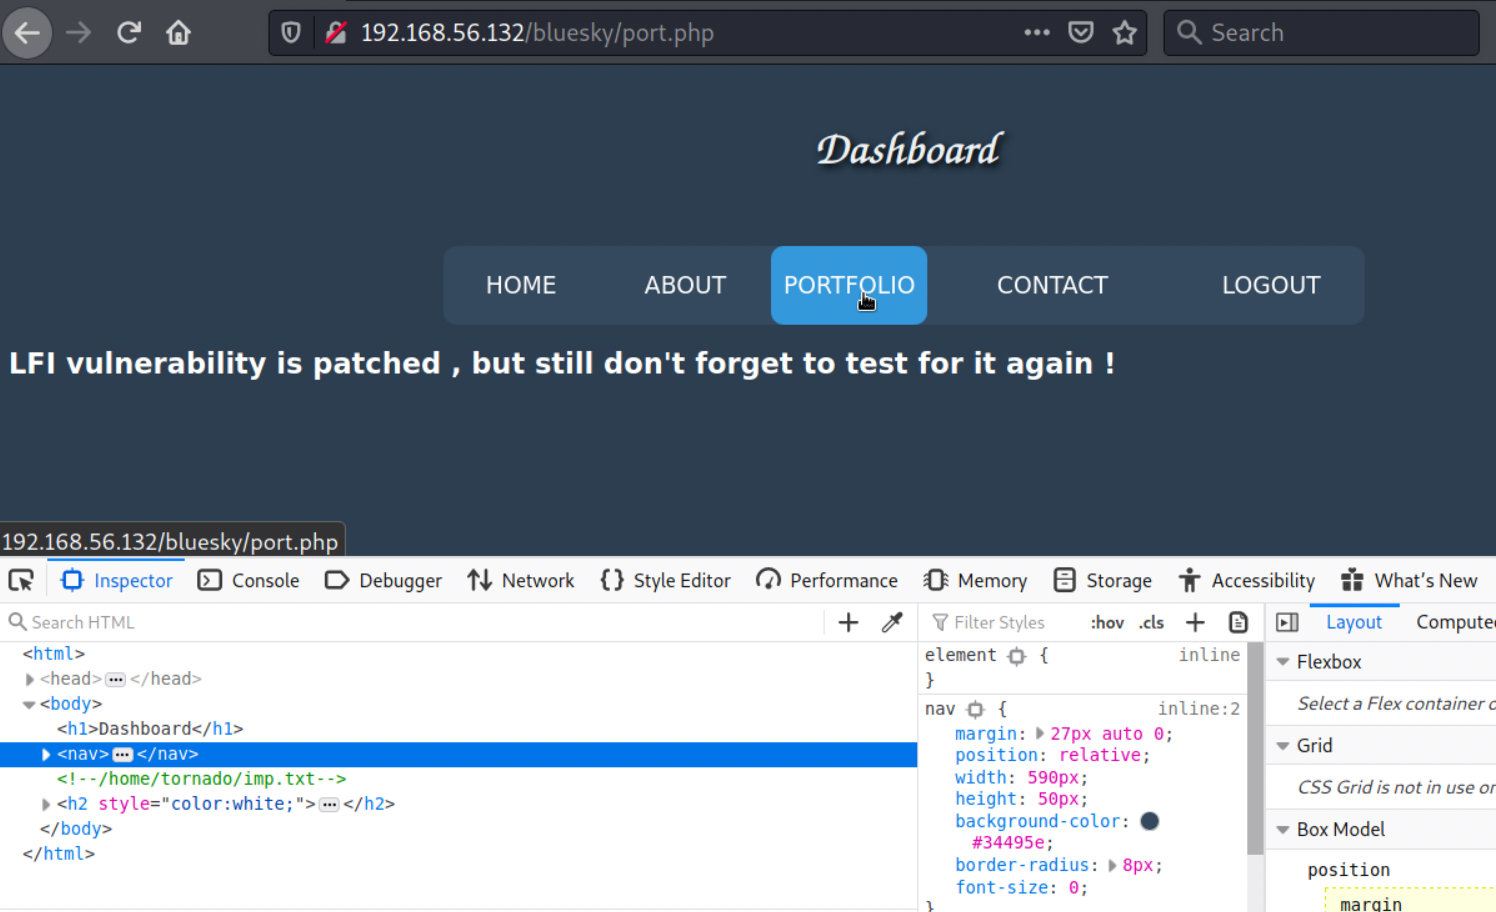 192.168.56.132/bluesky/port.php
Search
Dashboard
HOME ABOUT PORTFOLIO CONTACT LOGOUT
LFI vulnerability is patched , but still don't forget to test for it again !
192.168.56.132/bluesky/port.php
Inspector Console Debugger Network Style Editor Performance Memory Storage Accessibility What's New
Search HTML
Filter Styles :hov .cls
Layout
<html>
<head> </head>
<body>
<h1>Dashboard</h1>
<nav> </nav>
<!--/home/tornado/imp.txt-->
<h2 style="color:white;"> </h2>
</body>
</html>
element { inline
}
nav { inline:2
margin: 27px auto 0;
position: relative;
width: 590px;
height: 50px;
background-color:
#34495e;
border-radius: 8px;
font-size: 0;
}
Flexbox
Select a Flex container
Grid
CSS Grid is not in use
Box Model
position
margin